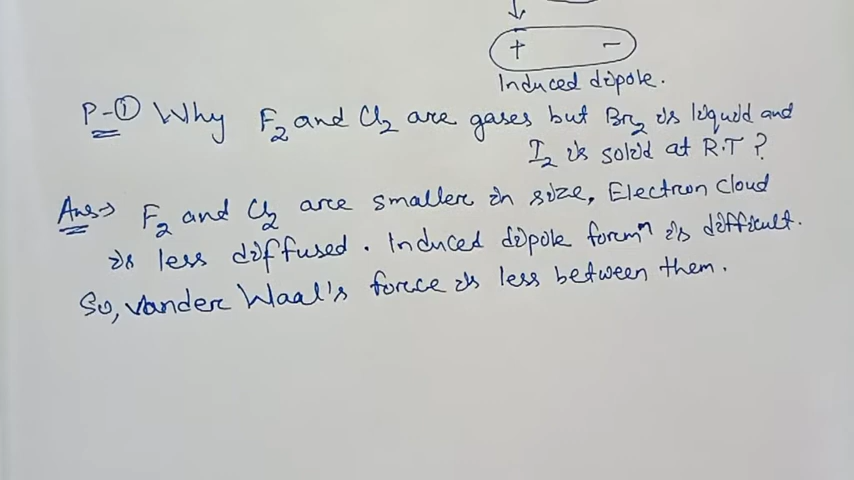 + −
Induced dipole.
P-① Why F₂ and Cl₂ are gases but Br₂ is liquid and
I₂ is solid at R.T ?
Ans→ F₂ and Cl₂ are smaller in size, Electron Cloud
is less diffused. Induced dipole formⁿ is difficult.
So, vander Waal's force is less between them.